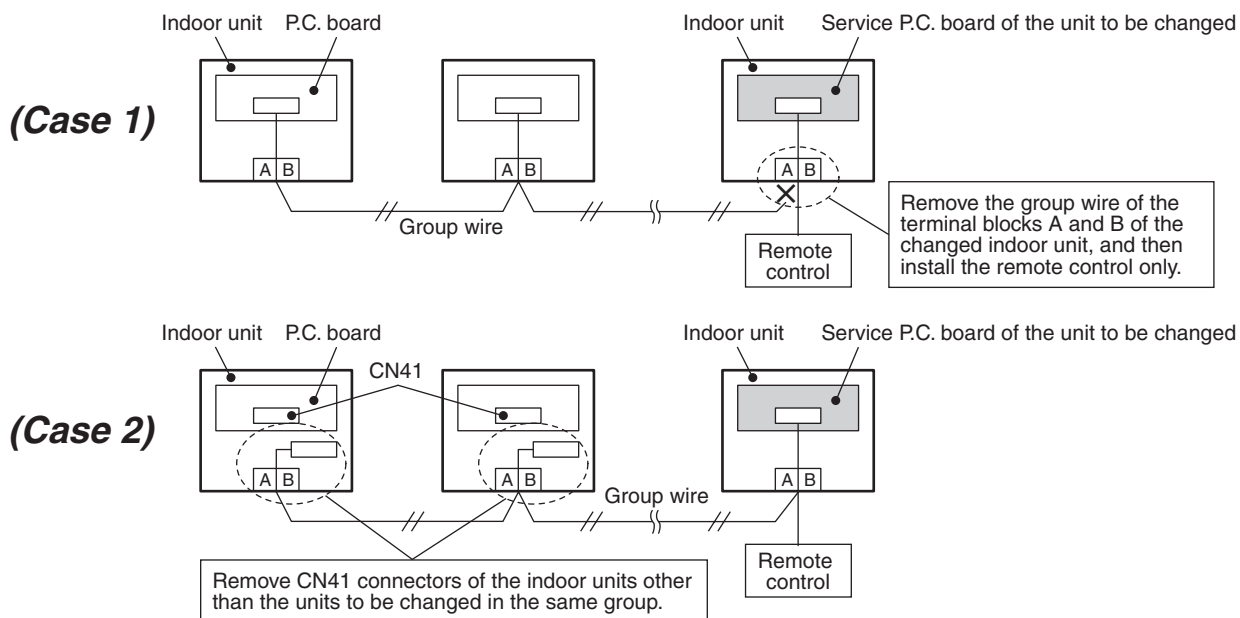 Indoor unit P.C. board
Indoor unit Service P.C. board of the unit to be changed
(Case 1)
A B
A B
A B
Group wire
Remote
control
Remove the group wire of the
terminal blocks A and B of the
changed indoor unit, and then
install the remote control only.
Indoor unit P.C. board
Indoor unit Service P.C. board of the unit to be changed
CN41
(Case 2)
A B
A B
A B
Group wire
Remote
control
Remove CN41 connectors of the indoor units other
than the units to be changed in the same group.